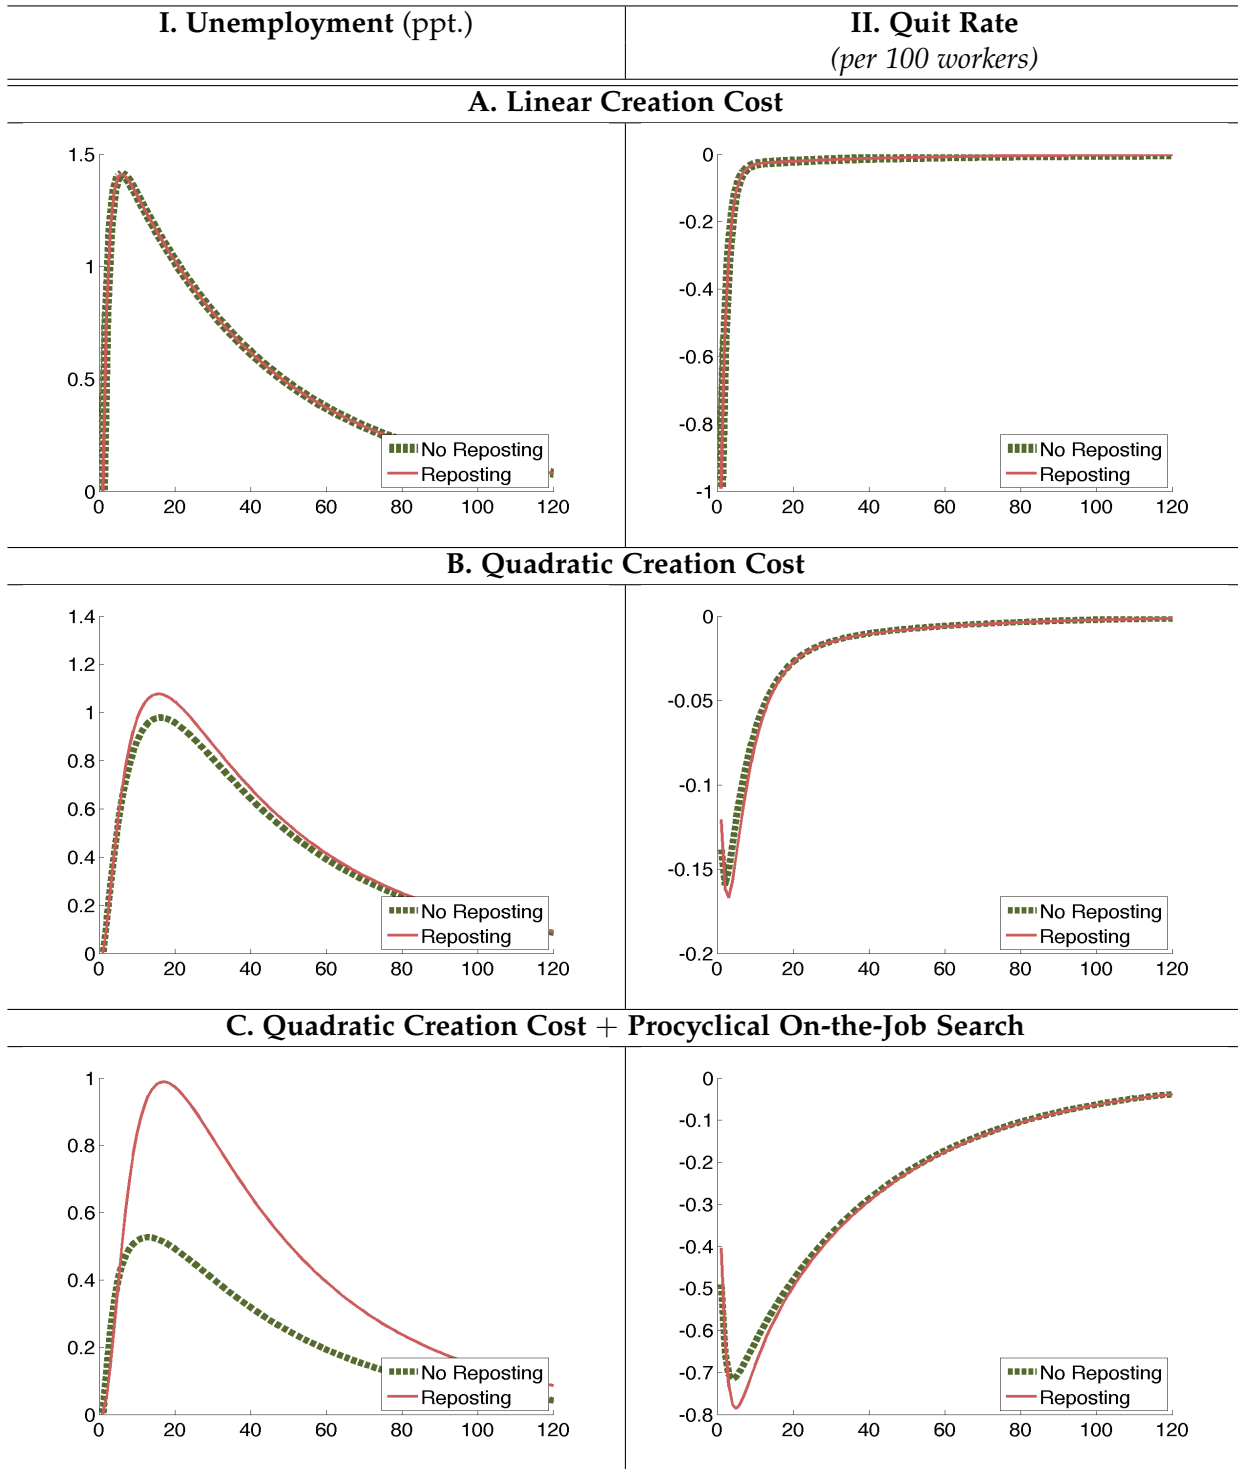 I. Unemployment (ppt.)
II. Quit Rate
(per 100 workers)
A. Linear Creation Cost
1.5
1
0.5
0
0 20 40 60 80 100 120
No Reposting
Reposting
0
-0.2
-0.4
-0.6
-0.8
-1
0 20 40 60 80 100 120
No Reposting
Reposting
B. Quadratic Creation Cost
1.4
1.2
1
0.8
0.6
0.4
0.2
0
0 20 40 60 80 100 120
No Reposting
Reposting
0
-0.05
-0.1
-0.15
-0.2
0 20 40 60 80 100 120
No Reposting
Reposting
C. Quadratic Creation Cost + Procyclical On-the-Job Search
1
0.8
0.6
0.4
0.2
0
0 20 40 60 80 100 120
No Reposting
Reposting
0
-0.1
-0.2
-0.3
-0.4
-0.5
-0.6
-0.7
-0.8
0 20 40 60 80 100 120
No Reposting
Reposting